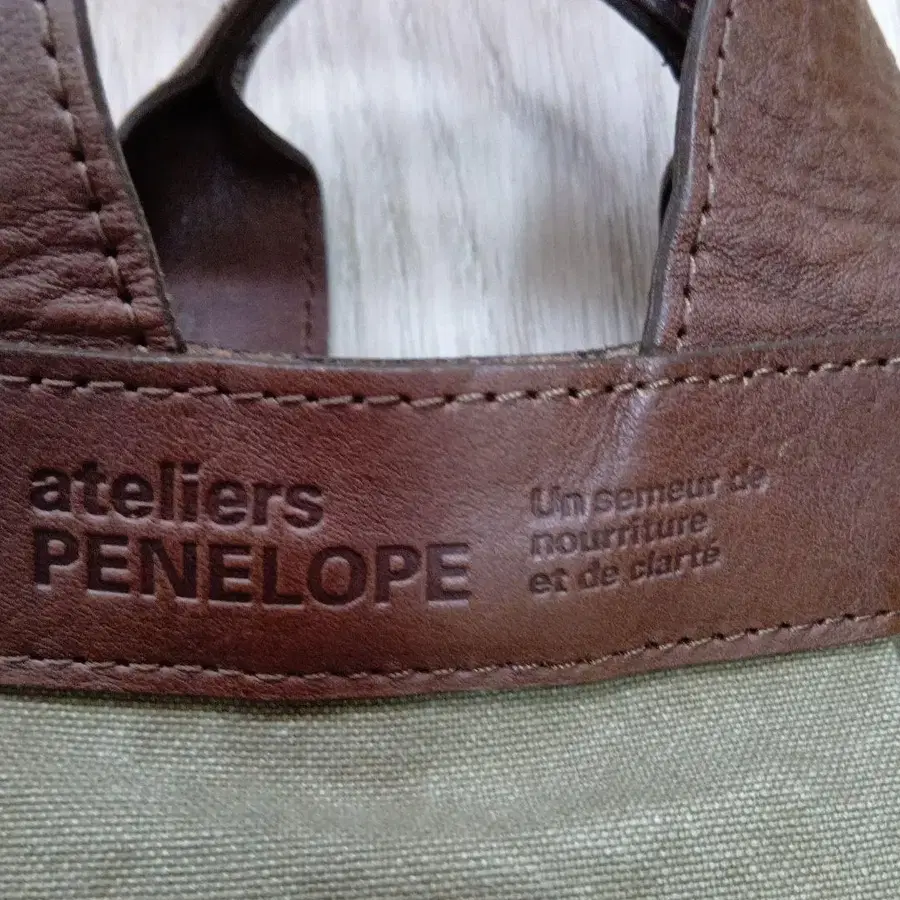 ateliers
PENELOPE
Un semeur de
nourriture
et de clarté